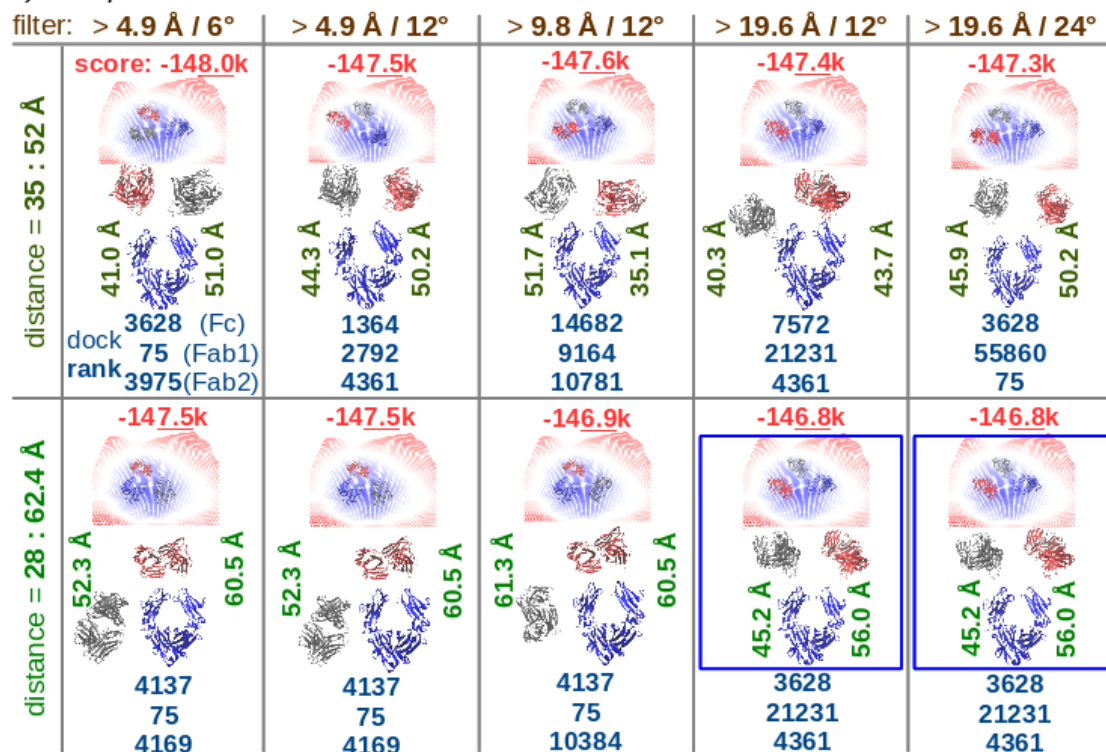 filter: > 4.9 Å / 6° > 4.9 Å / 12° > 9.8 Å / 12° > 19.6 Å / 12° > 19.6 Å / 24°
distance = 35 : 52 Å
score: -148.0k -147.5k -147.6k -147.4k -147.3k
41.0 Å 51.0 Å 44.3 Å 50.2 Å 51.7 Å 35.1 Å 40.3 Å 43.7 Å 45.9 Å 50.2 Å
dock rank
3628 (Fc) 1364 14682 7572 3628
75 (Fab1) 2792 9164 21231 55860
3975 (Fab2) 4361 10781 4361 75
distance = 28 : 62.4 Å
-147.5k -147.5k -146.9k -146.8k -146.8k
52.3 Å 60.5 Å 52.3 Å 60.5 Å 61.3 Å 60.5 Å 45.2 Å 56.0 Å 45.2 Å 56.0 Å
4137 4137 4137 3628 3628
75 75 75 21231 21231
4169 4169 10384 4361 4361